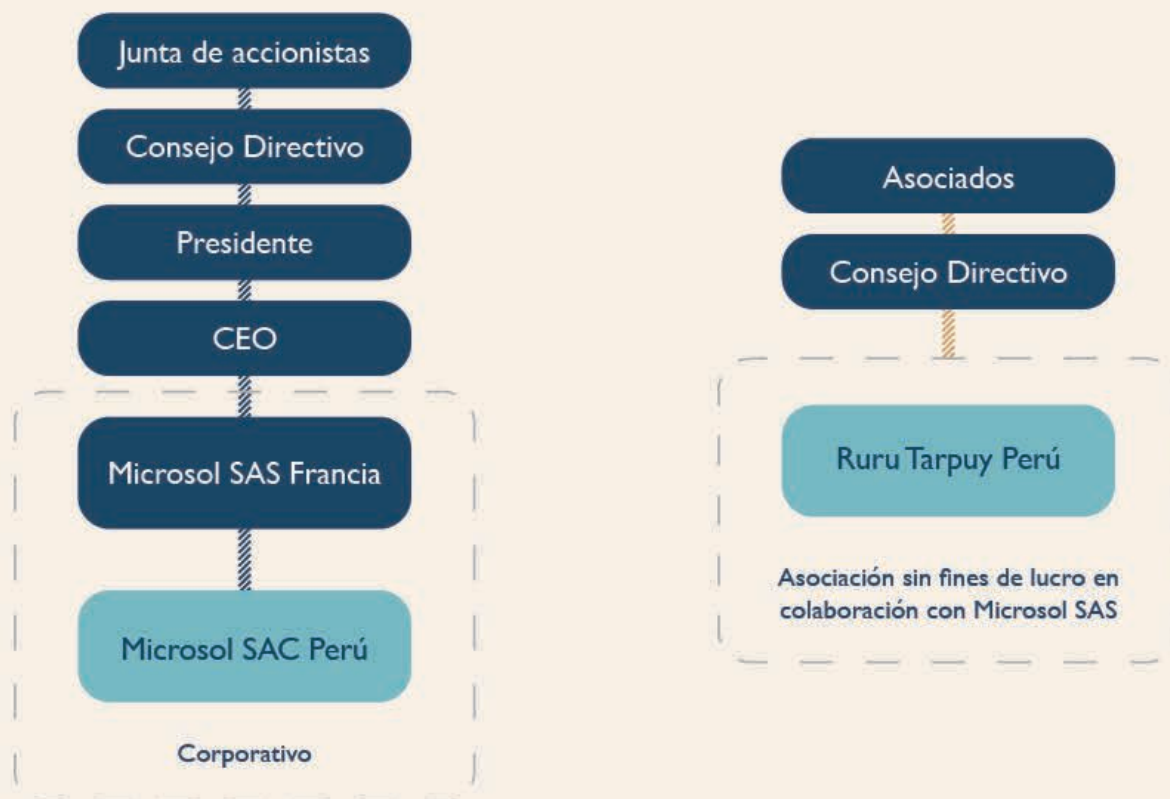 Junta de accionistas
Consejo Directivo
Presidente
CEO
Microsol SAS Francia
Microsol SAC Perú
Corporativo
Asociados
Consejo Directivo
Ruru Tarpuy Perú
Asociación sin fines de lucro en
colaboración con Microsol SAS